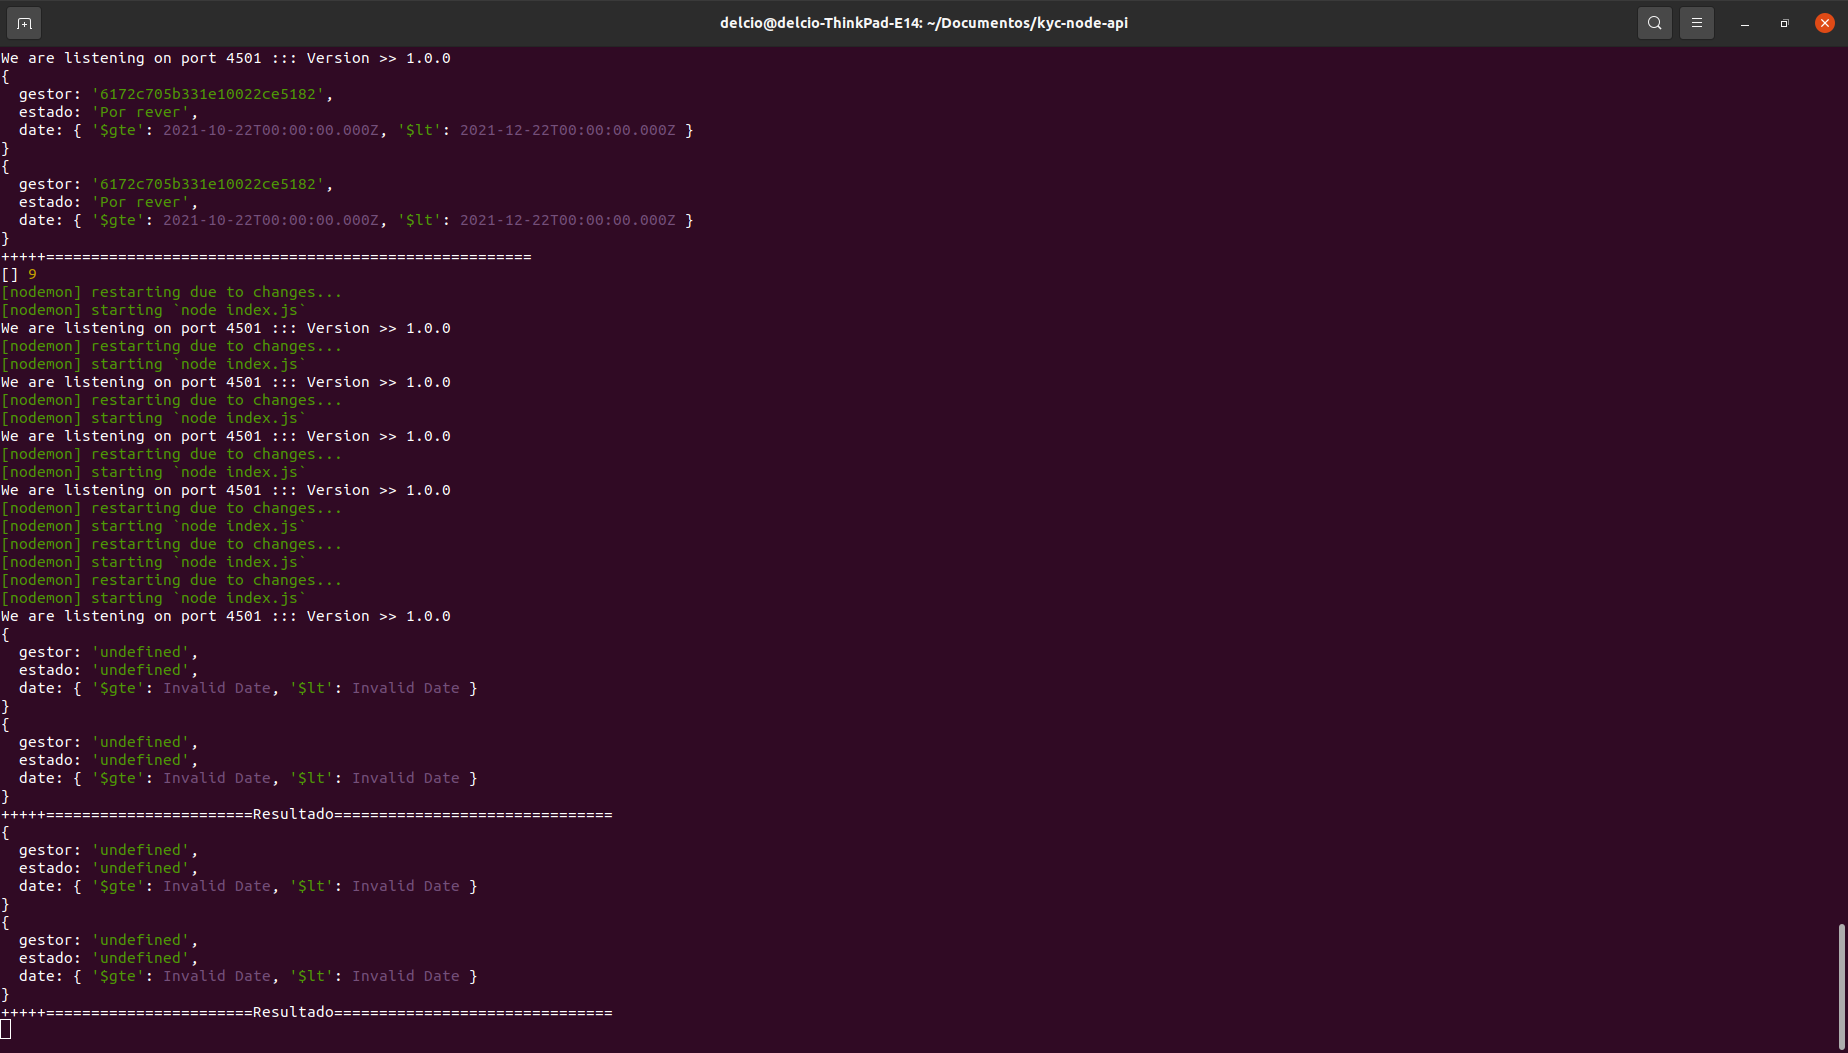 delcio@delcio-ThinkPad-E14: ~/Documentos/kyc-node-api
We are listening on port 4501 ::: Version >> 1.0.0
{
  gestor: '6172c705b331e10022ce5182',
  estado: 'Por rever',
  date: { '$gte': 2021-10-22T00:00:00.000Z, '$lt': 2021-12-22T00:00:00.000Z }
}
{
  gestor: '6172c705b331e10022ce5182',
  estado: 'Por rever',
  date: { '$gte': 2021-10-22T00:00:00.000Z, '$lt': 2021-12-22T00:00:00.000Z }
}
+++++======================================================
[] 9
[nodemon] restarting due to changes...
[nodemon] starting `node index.js`
We are listening on port 4501 ::: Version >> 1.0.0
[nodemon] restarting due to changes...
[nodemon] starting `node index.js`
We are listening on port 4501 ::: Version >> 1.0.0
[nodemon] restarting due to changes...
[nodemon] starting `node index.js`
We are listening on port 4501 ::: Version >> 1.0.0
[nodemon] restarting due to changes...
[nodemon] starting `node index.js`
We are listening on port 4501 ::: Version >> 1.0.0
[nodemon] restarting due to changes...
[nodemon] starting `node index.js`
[nodemon] restarting due to changes...
[nodemon] starting `node index.js`
[nodemon] restarting due to changes...
[nodemon] starting `node index.js`
We are listening on port 4501 ::: Version >> 1.0.0
{
  gestor: 'undefined',
  estado: 'undefined',
  date: { '$gte': Invalid Date, '$lt': Invalid Date }
}
{
  gestor: 'undefined',
  estado: 'undefined',
  date: { '$gte': Invalid Date, '$lt': Invalid Date }
}
+++++=======================Resultado===============================
{
  gestor: 'undefined',
  estado: 'undefined',
  date: { '$gte': Invalid Date, '$lt': Invalid Date }
}
{
  gestor: 'undefined',
  estado: 'undefined',
  date: { '$gte': Invalid Date, '$lt': Invalid Date }
}
+++++=======================Resultado===============================